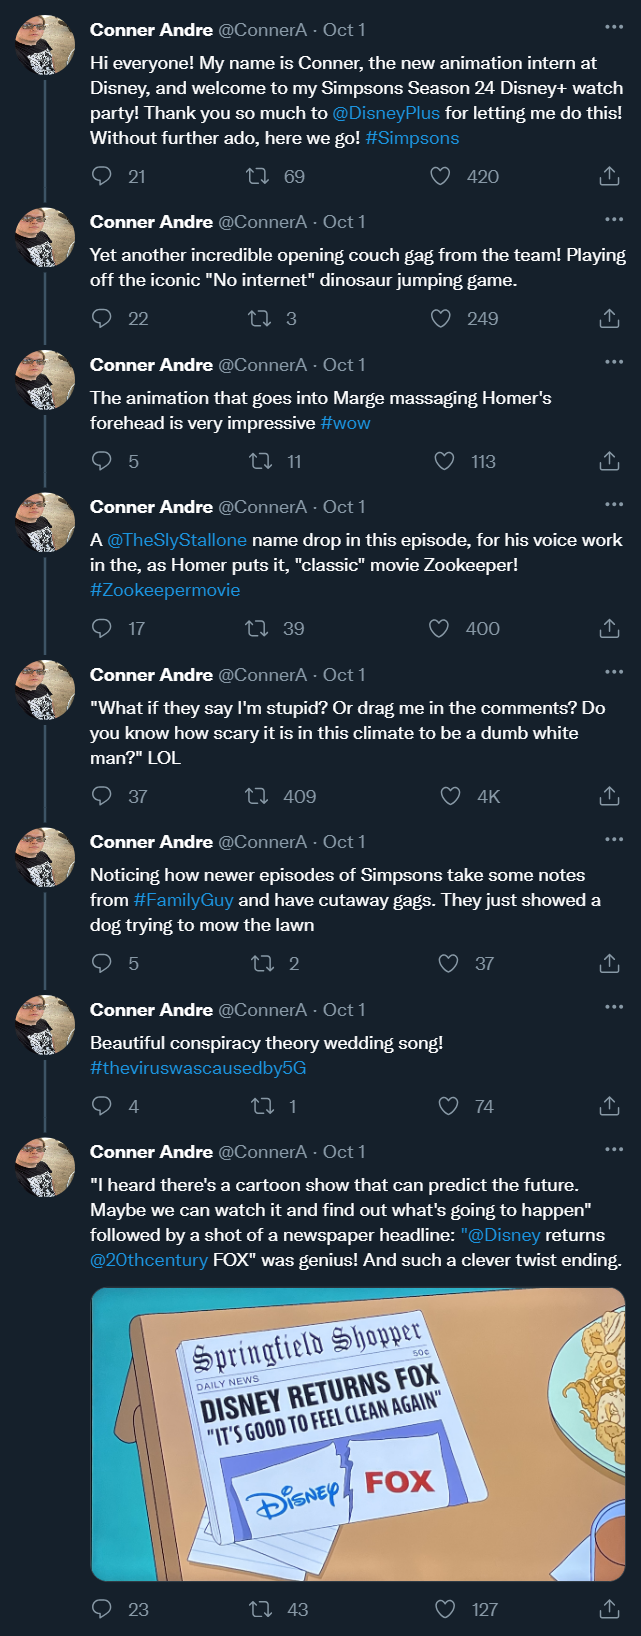 Conner Andre @ConnerA · Oct 1
Hi everyone! My name is Conner, the new animation intern at
Disney, and welcome to my Simpsons Season 24 Disney+ watch
party! Thank you so much to @DisneyPlus for letting me do this!
Without further ado, here we go! #Simpsons
21 69 420
Conner Andre @ConnerA · Oct 1
Yet another incredible opening couch gag from the team! Playing
off the iconic "No internet" dinosaur jumping game.
22 3 249
Conner Andre @ConnerA · Oct 1
The animation that goes into Marge massaging Homer's
forehead is very impressive #wow
5 11 113
Conner Andre @ConnerA · Oct 1
A @TheSlyStallone name drop in this episode, for his voice work
in the, as Homer puts it, "classic" movie Zookeeper!
#Zookeepermovie
17 39 400
Conner Andre @ConnerA · Oct 1
"What if they say I'm stupid? Or drag me in the comments? Do
you know how scary it is in this climate to be a dumb white
man?" LOL
37 409 4K
Conner Andre @ConnerA · Oct 1
Noticing how newer episodes of Simpsons take some notes
from #FamilyGuy and have cutaway gags. They just showed a
dog trying to mow the lawn
5 2 37
Conner Andre @ConnerA · Oct 1
Beautiful conspiracy theory wedding song!
#theviruswascausedby5G
4 1 74
Conner Andre @ConnerA · Oct 1
"I heard there's a cartoon show that can predict the future.
Maybe we can watch it and find out what's going to happen"
followed by a shot of a newspaper headline: "@Disney returns
@20thcentury FOX" was genius! And such a clever twist ending.
Springfield Shopper
DAILY NEWS 50¢
DISNEY RETURNS FOX
"IT'S GOOD TO FEEL CLEAN AGAIN"
DISNEY FOX
23 43 127